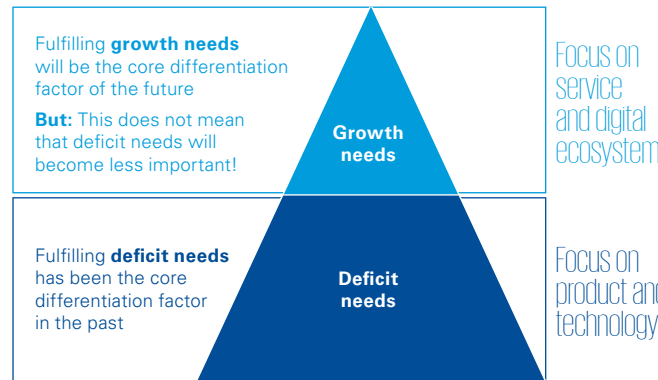 Fulfilling growth needs
will be the core differentiation
factor of the future
But: This does not mean
that deficit needs will
become less important!
Growth
needs
Focus on
service
and digital
ecosystem
Fulfilling deficit needs
has been the core
differentiation factor
in the past
Deficit
needs
Focus on
product and
technology